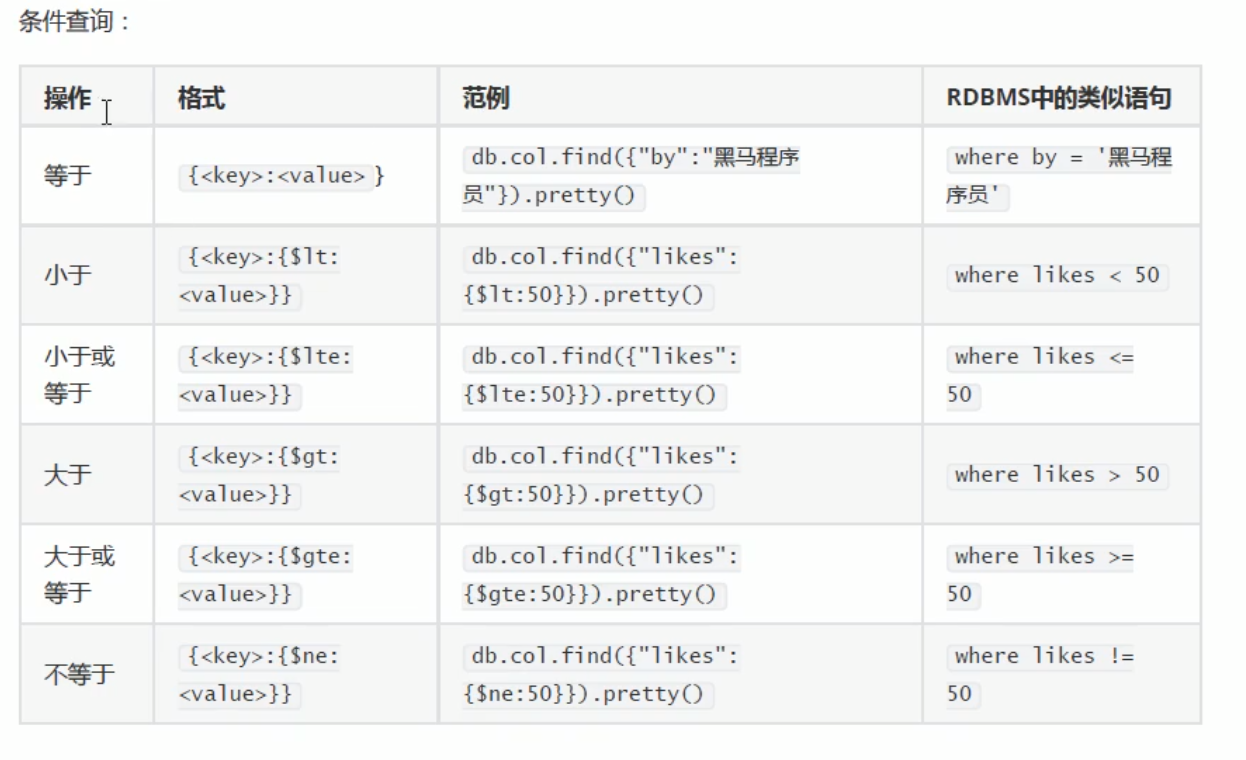 条件查询：
操作 格式 范例 RDBMS中的类似语句
等于 {<key>:<value>} db.col.find({"by":"黑马程序 where by = '黑马程
员"}).pretty() 序员'
小于 {<key>:{$lt: db.col.find({"likes": where likes < 50
<value>}} {$lt:50}}).pretty()
小于或 {<key>:{$lte: db.col.find({"likes": where likes <=
等于 <value>}} {$lte:50}}).pretty() 50
大于 {<key>:{$gt: db.col.find({"likes": where likes > 50
<value>}} {$gt:50}}).pretty()
大于或 {<key>:{$gte: db.col.find({"likes": where likes >=
等于 <value>}} {$gte:50}}).pretty() 50
不等于 {<key>:{$ne: db.col.find({"likes": where likes !=
<value>}} {$ne:50}}).pretty() 50